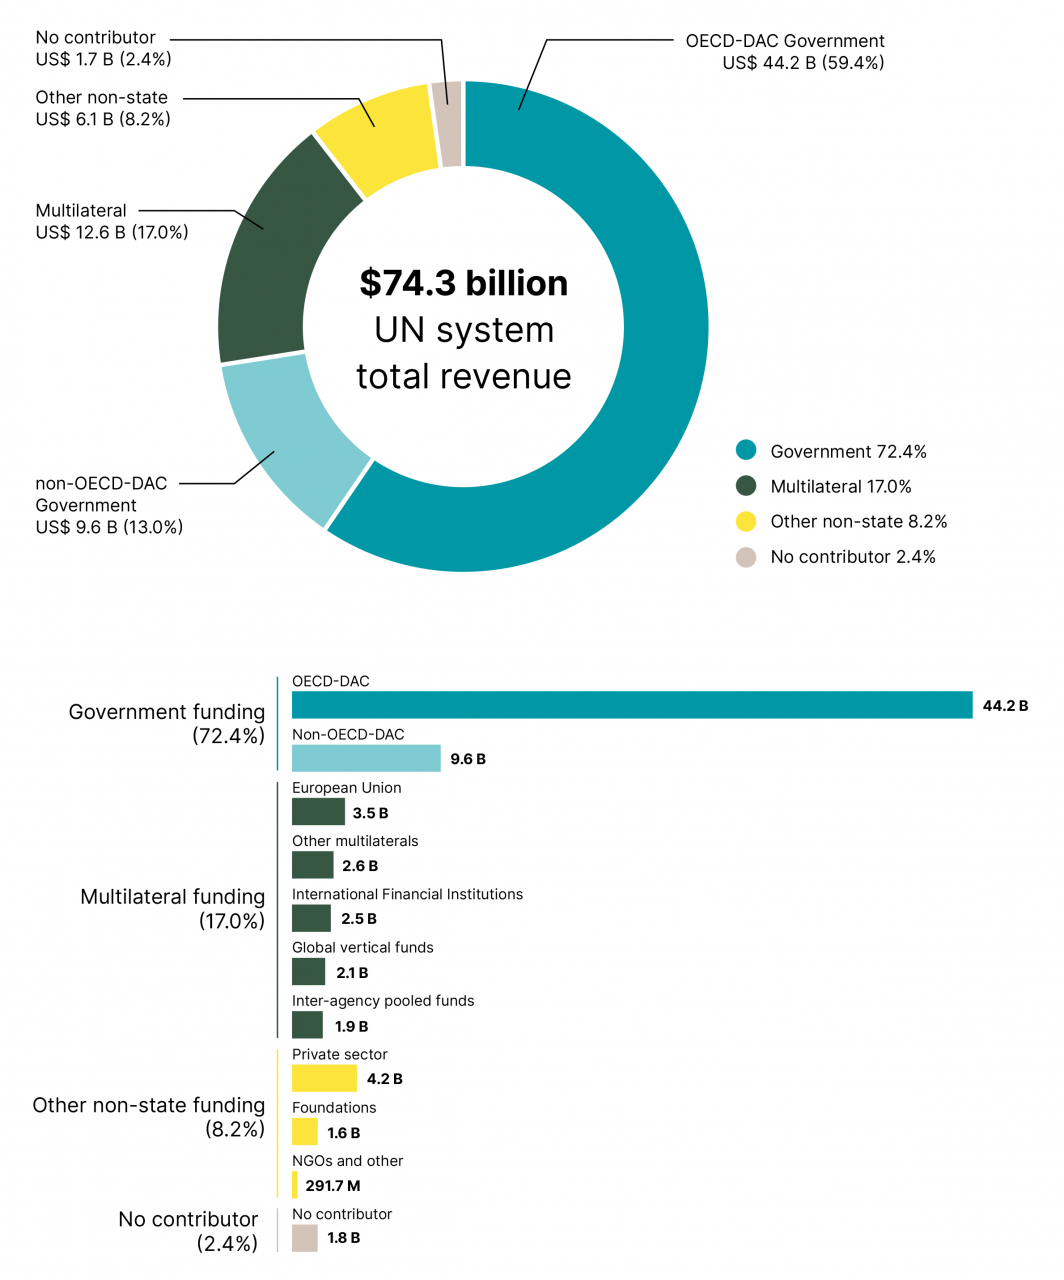 No contributor
US$ 1.7 B (2.4%)
OECD-DAC Government
US$ 44.2 B (59.4%)
Other non-state
US$ 6.1 B (8.2%)
Multilateral
US$ 12.6 B (17.0%)
$74.3 billion
UN system
total revenue
non-OECD-DAC
Government
US$ 9.6 B (13.0%)
Government 72.4%
Multilateral 17.0%
Other non-state 8.2%
No contributor 2.4%
Government funding
(72.4%)
OECD-DAC
44.2 B
Non-OECD-DAC
9.6 B
Multilateral funding
(17.0%)
European Union
3.5 B
Other multilaterals
2.6 B
International Financial Institutions
2.5 B
Global vertical funds
2.1 B
Inter-agency pooled funds
1.9 B
Other non-state funding
(8.2%)
Private sector
4.2 B
Foundations
1.6 B
NGOs and other
291.7 M
No contributor
(2.4%)
No contributor
1.8 B